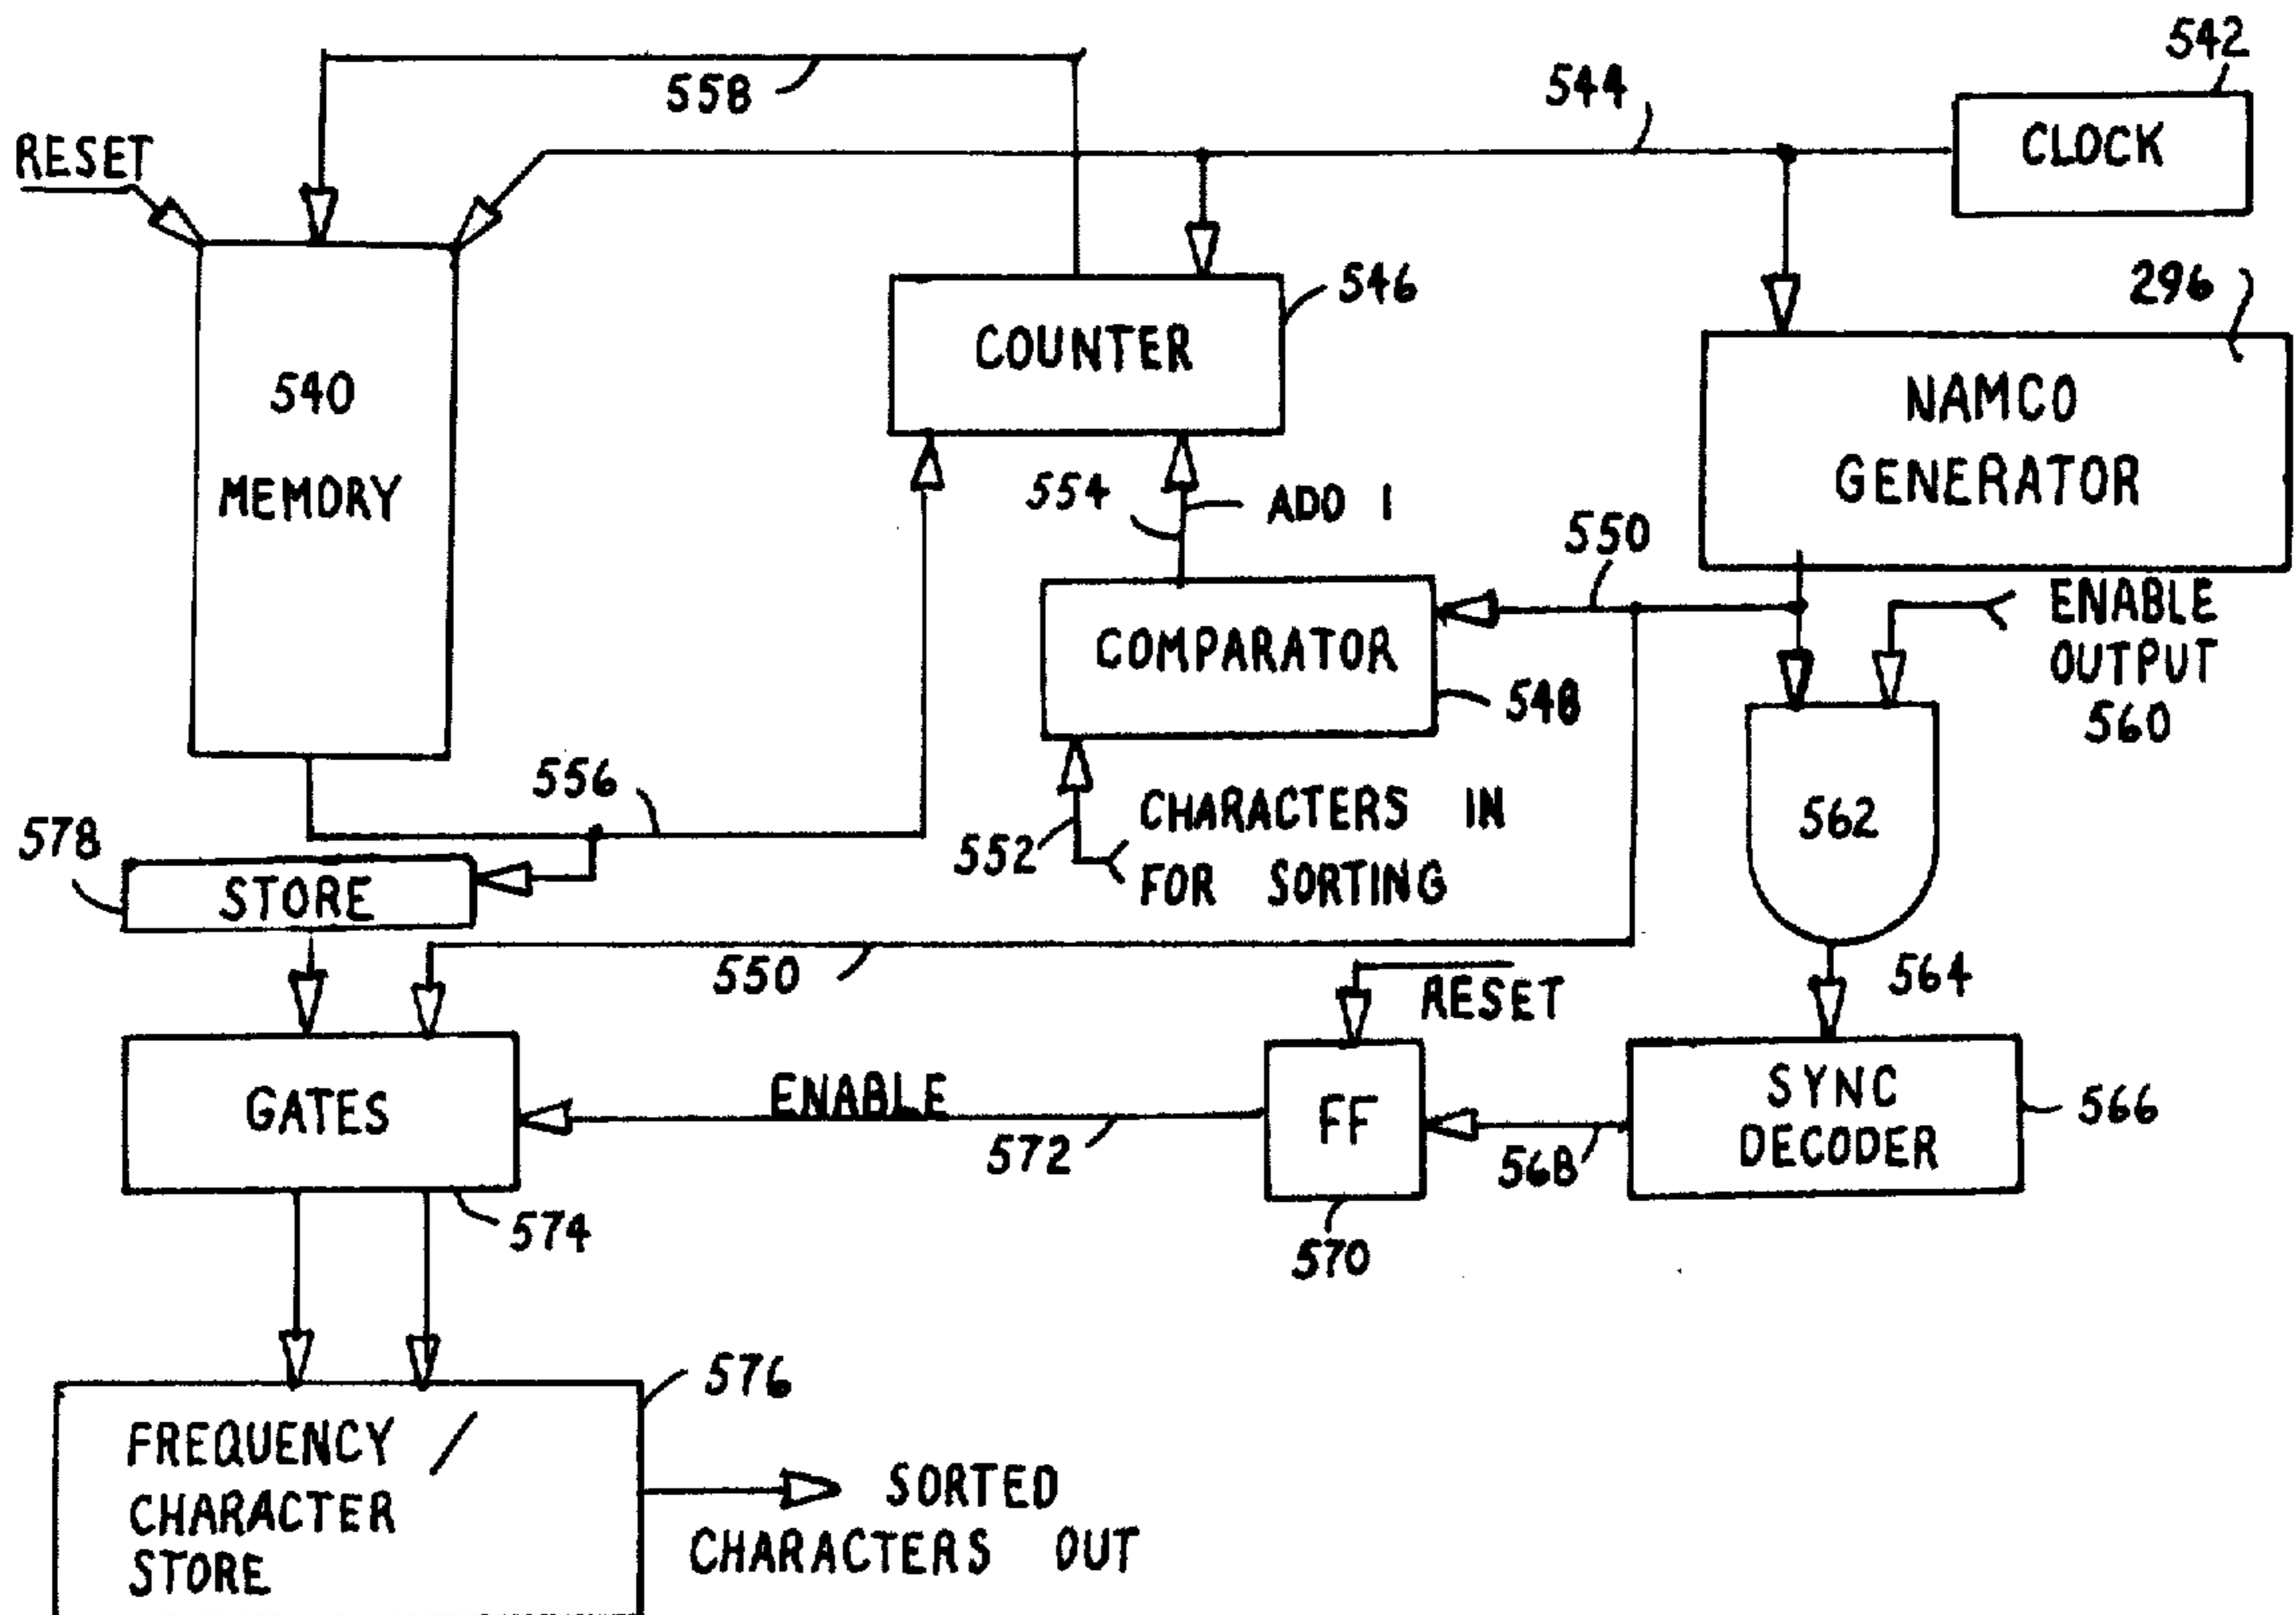 542
558
544
CLOCK
RESET
546
296
COUNTER
NAMCO
GENERATOR
540
MEMORY
554
ADD 1
550
ENABLE
OUTPUT
560
COMPARATOR
548
556
CHARACTERS IN
FOR SORTING
552
562
578
STORE
550
564
RESET
GATES
ENABLE
572
FF
568
SYNC
DECODER
566
574
570
576
FREQUENCY /
CHARACTER
STORE
SORTED
CHARACTERS OUT